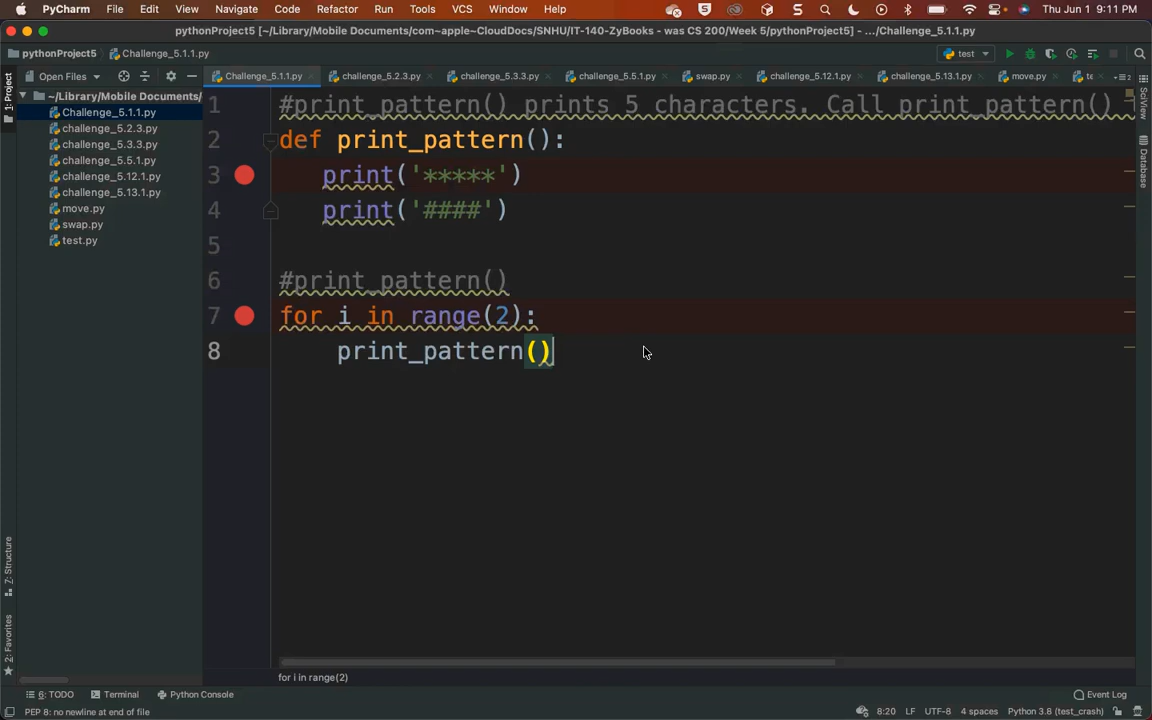 PyCharm File Edit View Navigate Code Refactor Run Tools VCS Window Help Thu Jun 1 9:11 PM
pythonProject5 [~/Library/Mobile Documents/com~apple~CloudDocs/SNHU/IT-140-ZyBooks - was CS 200/Week 5/pythonProject5] - .../Challenge_5.1.1.py
pythonProject5 Challenge_5.1.1.py test
Open Files Challenge_5.1.1.py challenge_5.2.3.py challenge_5.3.3.py challenge_5.5.1.py swap.py challenge_5.12.1.py challenge_5.13.1.py move.py te
~/Library/Mobile Documents/
Challenge_5.1.1.py
challenge_5.2.3.py
challenge_5.3.3.py
challenge_5.5.1.py
challenge_5.12.1.py
challenge_5.13.1.py
move.py
swap.py
test.py
1: Project
Z: Structure
2: Favorites
1 #print_pattern() prints 5 characters. Call print_pattern()
2 def print_pattern():
3 print('*****')
4 print('####')
5
6 #print_pattern()
7 for i in range(2):
8 print_pattern()
SciView
Database
for i in range(2)
6: TODO Terminal Python Console Event Log
PEP 8: no newline at end of file 8:20 LF UTF-8 4 spaces Python 3.8 (test_crash)